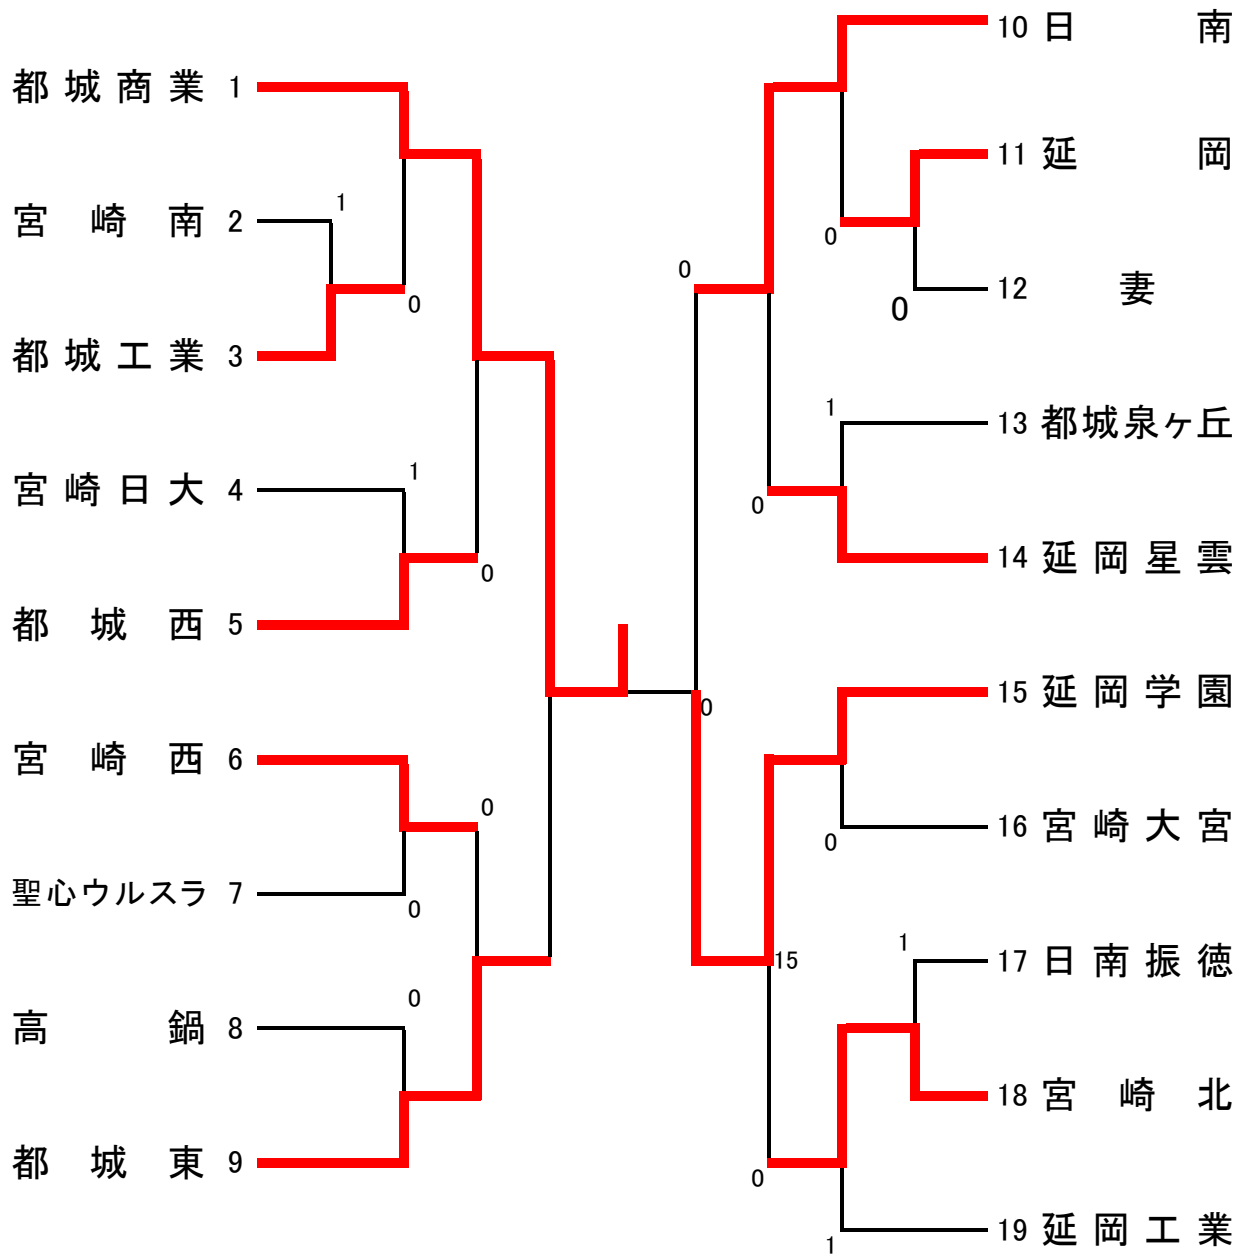 都城商業 1
宮崎南 2
1
0
都城工業 3
宮崎日大 4
1
0
都城西 5
宮崎西 6
0
聖心ウルスラ 7
0
高鍋 8
0
都城東 9
10 日南
11 延岡
0
0
12 妻
0
13 都城泉ヶ丘
1
0
14 延岡星雲
15 延岡学園
0
16 宮崎大宮
0
17 日南振徳
1
15
18 宮崎北
0
19 延岡工業
1